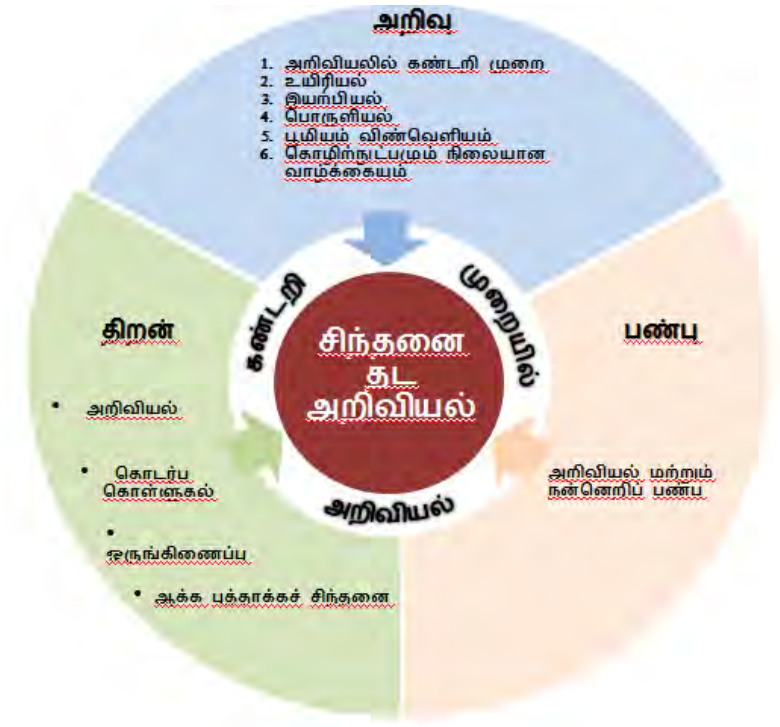 அறிவு
1. அறிவியலில் கண்டறி முறை
2. உயிரியல்
3. இயற்பியல்
4. பொருளியல்
5. பூமியும் விண்வெளியும்
6. தொழிற்நுட்பமும் நிலையான
வாழ்க்கையும்
கண்டறி
முறையில்
அறிவியல்
சிந்தனை
தட
அறிவியல்
திறன்
• அறிவியல்
• தொடர்பு
கொள்ளுதல்
•
ஒருங்கிணைப்பு
• ஆக்க புத்தாக்கச் சிந்தனை
பண்பு
அறிவியல் மற்றும்
நன்னெறிப் பண்பு